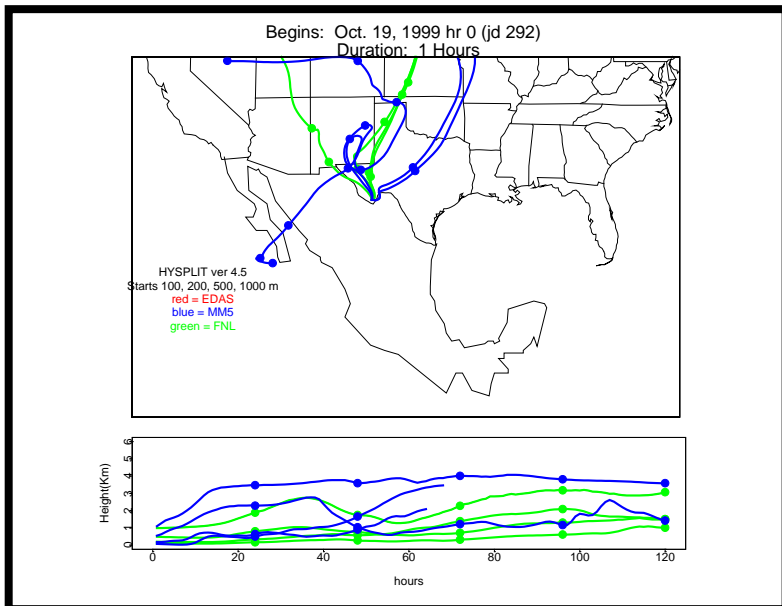 Begins: Oct. 19, 1999 hr 0 (jd 292)
Duration: 1 Hours
HYSPLIT ver 4.5
Starts 100, 200, 500, 1000 m
red = EDAS
blue = MM5
green = FNL
Height(Km)
6
5
4
3
2
1
0
0 20 40 60 80 100 120
hours